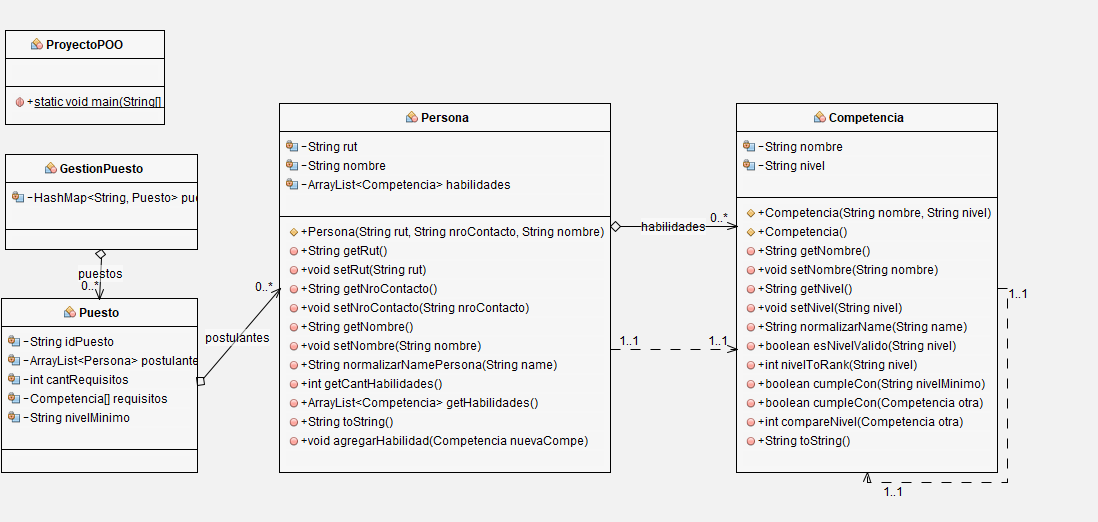 ProyectoPOO
+static void main(String[]
GestionPuesto
-HashMap<String, Puesto> pue
puestos
0..*
Puesto
-String idPuesto
-ArrayList<Persona> postulante
-int cantRequisitos
-Competencia[] requisitos
-String nivelMinimo
postulantes
0..*
Persona
-String rut
-String nombre
-ArrayList<Competencia> habilidades
+Persona(String rut, String nroContacto, String nombre)
+String getRut()
+void setRut(String rut)
+String getNroContacto()
+void setNroContacto(String nroContacto)
+String getNombre()
+void setNombre(String nombre)
+String normalizarNamePersona(String name)
+int getCantHabilidades()
+ArrayList<Competencia> getHabilidades()
+String toString()
+void agregarHabilidad(Competencia nuevaCompe)
habilidades
0..*
1..1
1..1
Competencia
-String nombre
-String nivel
+Competencia(String nombre, String nivel)
+Competencia()
+String getNombre()
+void setNombre(String nombre)
+String getNivel()
+void setNivel(String nivel)
+String normalizarName(String name)
+boolean esNivelValido(String nivel)
+int nivelToRank(String nivel)
+boolean cumpleCon(String nivelMinimo)
+boolean cumpleCon(Competencia otra)
+int compareNivel(Competencia otra)
+String toString()
1..1
1..1